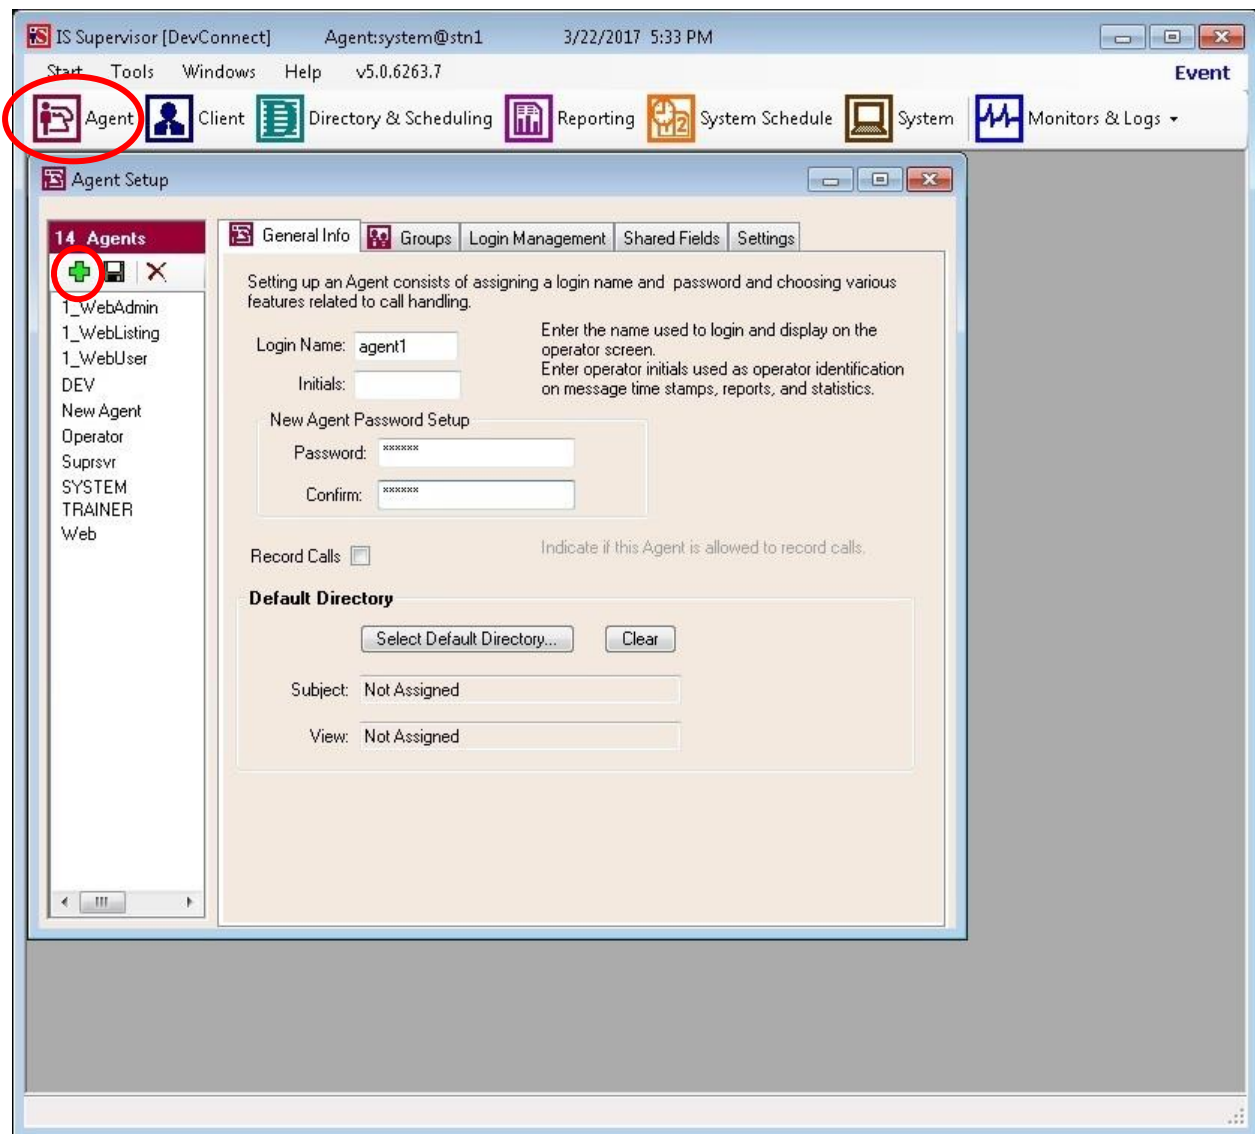 IS Supervisor [DevConnect] Agent:system@stn1 3/22/2017 5:33 PM
Start Tools Windows Help v5.0.6263.7 Event
Agent Client Directory & Scheduling Reporting System Schedule System Monitors & Logs
Agent Setup
14 Agents
1_WebAdmin
1_WebListing
1_WebUser
DEV
New Agent
Operator
Suprsvr
SYSTEM
TRAINER
Web
General Info Groups Login Management Shared Fields Settings
Setting up an Agent consists of assigning a login name and password and choosing various
features related to call handling.
Login Name: agent1
Enter the name used to login and display on the
operator screen.
Initials:
Enter operator initials used as operator identification
on message time stamps, reports, and statistics.
New Agent Password Setup
Password: ××××××
Confirm: ××××××
Record Calls
Indicate if this Agent is allowed to record calls.
Default Directory
Select Default Directory... Clear
Subject: Not Assigned
View: Not Assigned